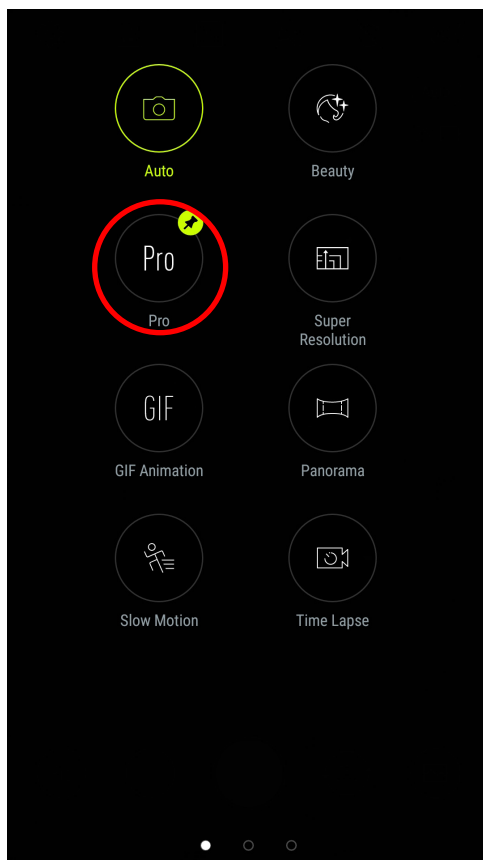 Auto
Beauty
Pro
Pro
Super
Resolution
GIF
GIF Animation
Panorama
Slow Motion
Time Lapse